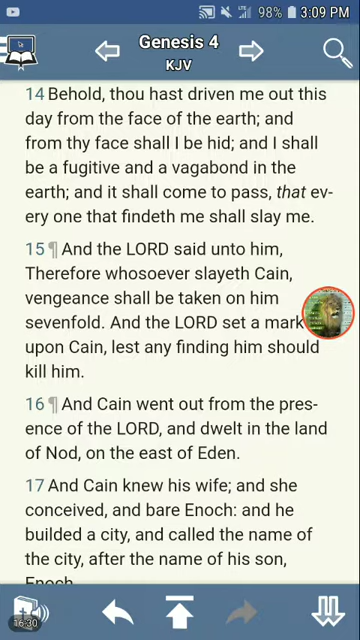 98% 3:09 PM
Genesis 4
KJV
14 Behold, thou hast driven me out this
day from the face of the earth; and
from thy face shall I be hid; and I shall
be a fugitive and a vagabond in the
earth; and it shall come to pass, that ev-
ery one that findeth me shall slay me.
15 ¶ And the LORD said unto him,
Therefore whosoever slayeth Cain,
vengeance shall be taken on him
sevenfold. And the LORD set a mark
upon Cain, lest any finding him should
kill him.
16 ¶ And Cain went out from the pres-
ence of the LORD, and dwelt in the land
of Nod, on the east of Eden.
17 And Cain knew his wife; and she
conceived, and bare Enoch: and he
builded a city, and called the name of
the city, after the name of his son,
Enoch.
16:30